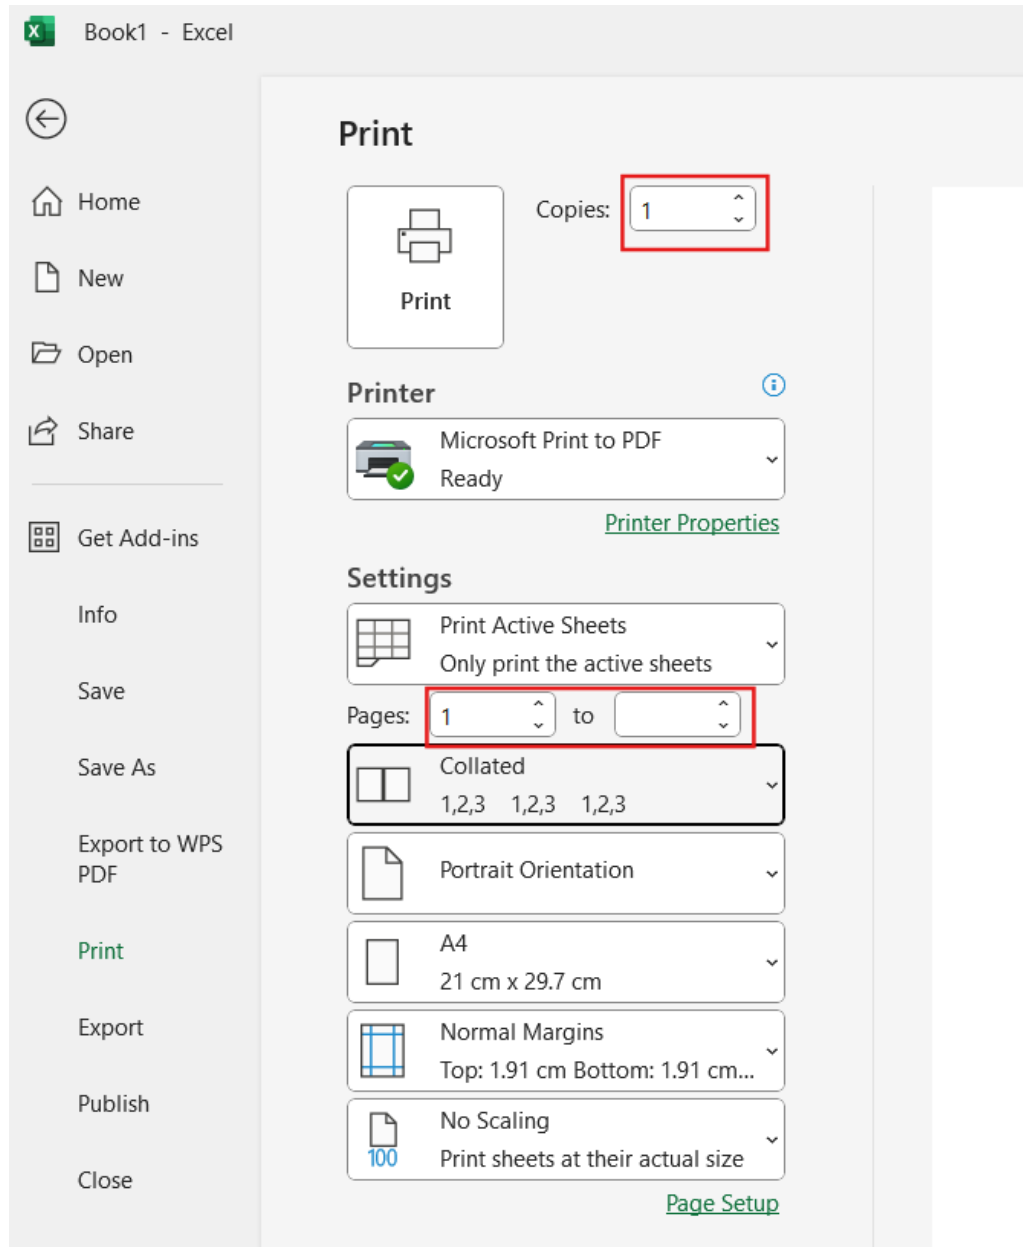 Book1 - Excel
Print
Home
New
Open
Share
Get Add-ins
Info
Save
Save As
Export to WPS
PDF
Print
Export
Publish
Close
Print
Copies: 1
Printer
Microsoft Print to PDF
Ready
Printer Properties
Settings
Print Active Sheets
Only print the active sheets
Pages: 1 to
Collated
1,2,3 1,2,3 1,2,3
Portrait Orientation
A4
21 cm x 29.7 cm
Normal Margins
Top: 1.91 cm Bottom: 1.91 cm...
No Scaling
100
Print sheets at their actual size
Page Setup